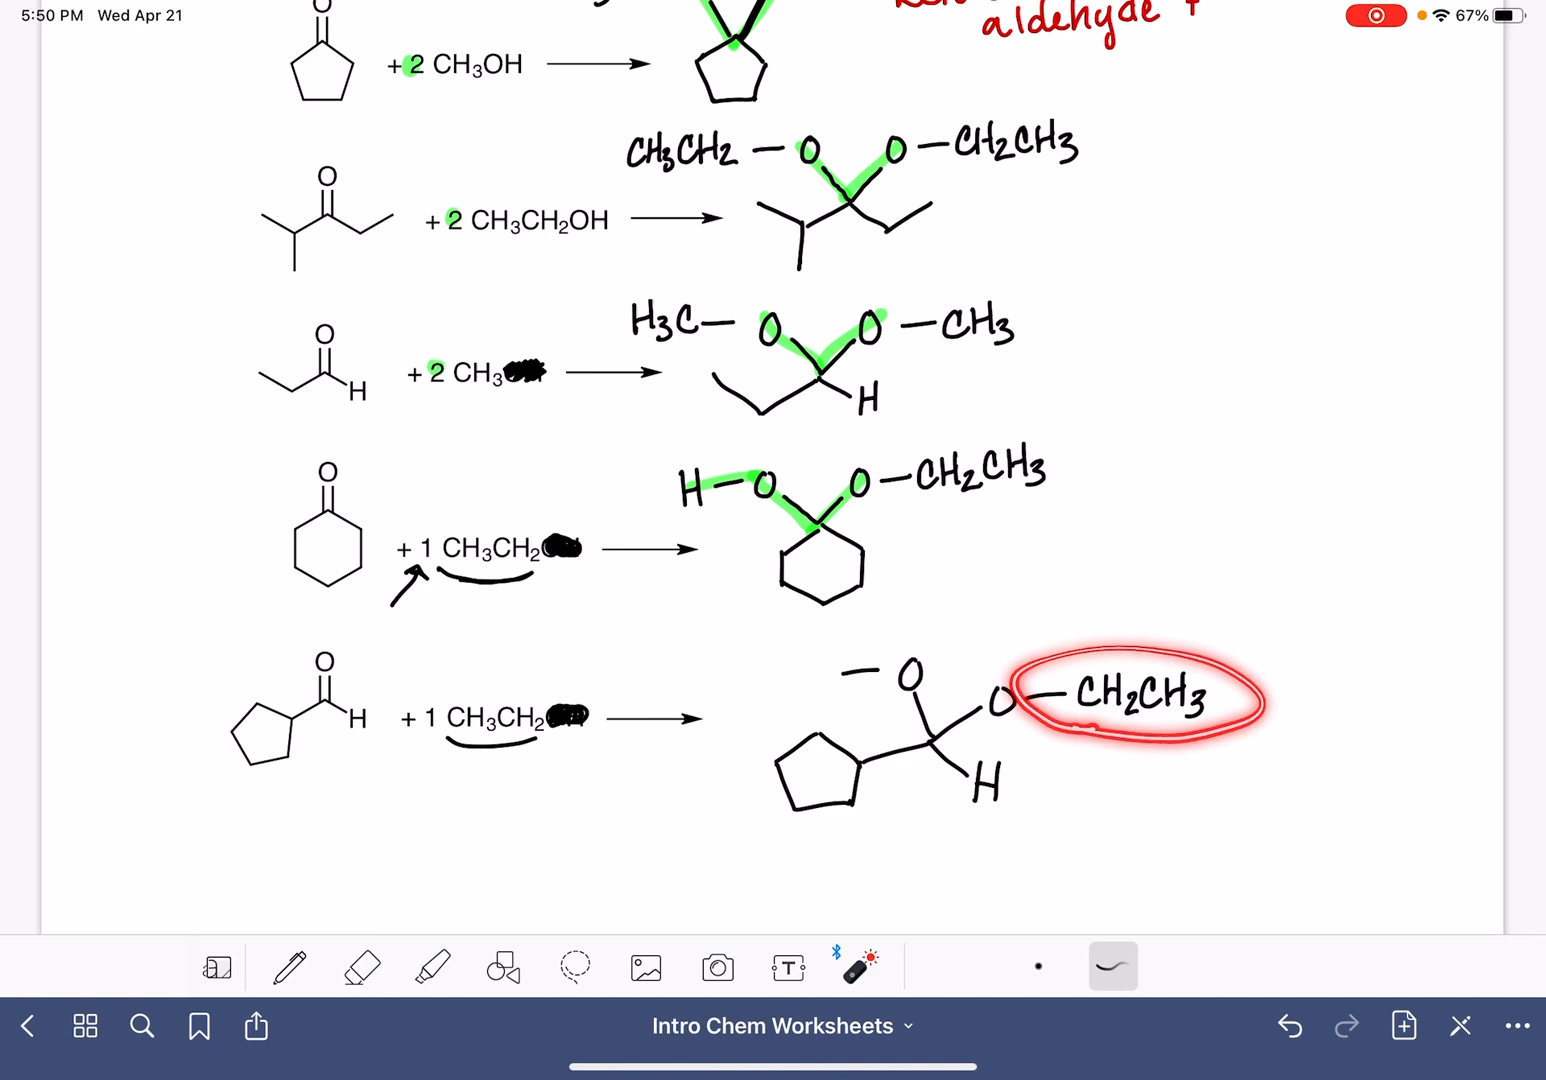 5:50 PM Wed Apr 21
67%
aldehyde +
O
+ 2 CH₃OH
CH₃CH₂ — O O — CH₂CH₃
O
+ 2 CH₃CH₂OH
H₃C — O O — CH₃
O
H
+ 2 CH₃
H
H — O O — CH₂CH₃
O
+ 1 CH₃CH₂
O
H
+ 1 CH₃CH₂
— O
O — CH₂CH₃
H
T
Intro Chem Worksheets